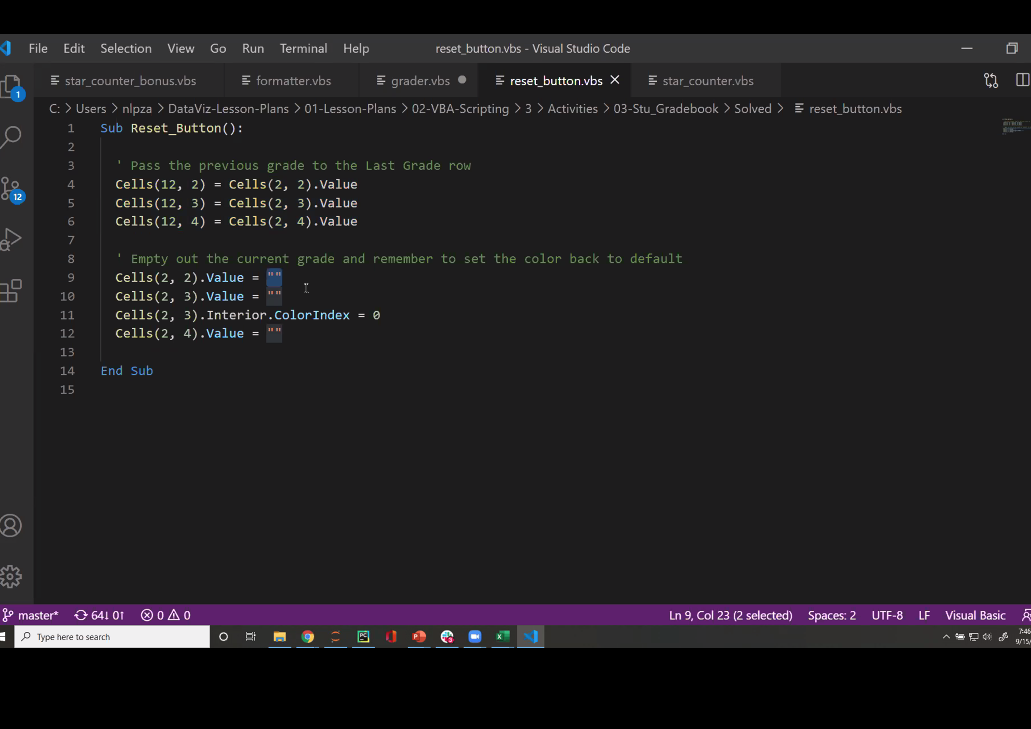 File Edit Selection View Go Run Terminal Help reset_button.vbs - Visual Studio Code
star_counter_bonus.vbs formatter.vbs grader.vbs reset_button.vbs star_counter.vbs
C: > Users > nlpza > DataViz-Lesson-Plans > 01-Lesson-Plans > 02-VBA-Scripting > 3 > Activities > 03-Stu_Gradebook > Solved > reset_button.vbs
1 Sub Reset_Button():
2
3 ' Pass the previous grade to the Last Grade row
4 Cells(12, 2) = Cells(2, 2).Value
5 Cells(12, 3) = Cells(2, 3).Value
6 Cells(12, 4) = Cells(2, 4).Value
7
8 ' Empty out the current grade and remember to set the color back to default
9 Cells(2, 2).Value = ""
10 Cells(2, 3).Value = ""
11 Cells(2, 3).Interior.ColorIndex = 0
12 Cells(2, 4).Value = ""
13
14 End Sub
15
1
12
master* 64↓ 0↑ 0 0 Ln 9, Col 23 (2 selected) Spaces: 2 UTF-8 LF Visual Basic
Type here to search
7:46
9/15/